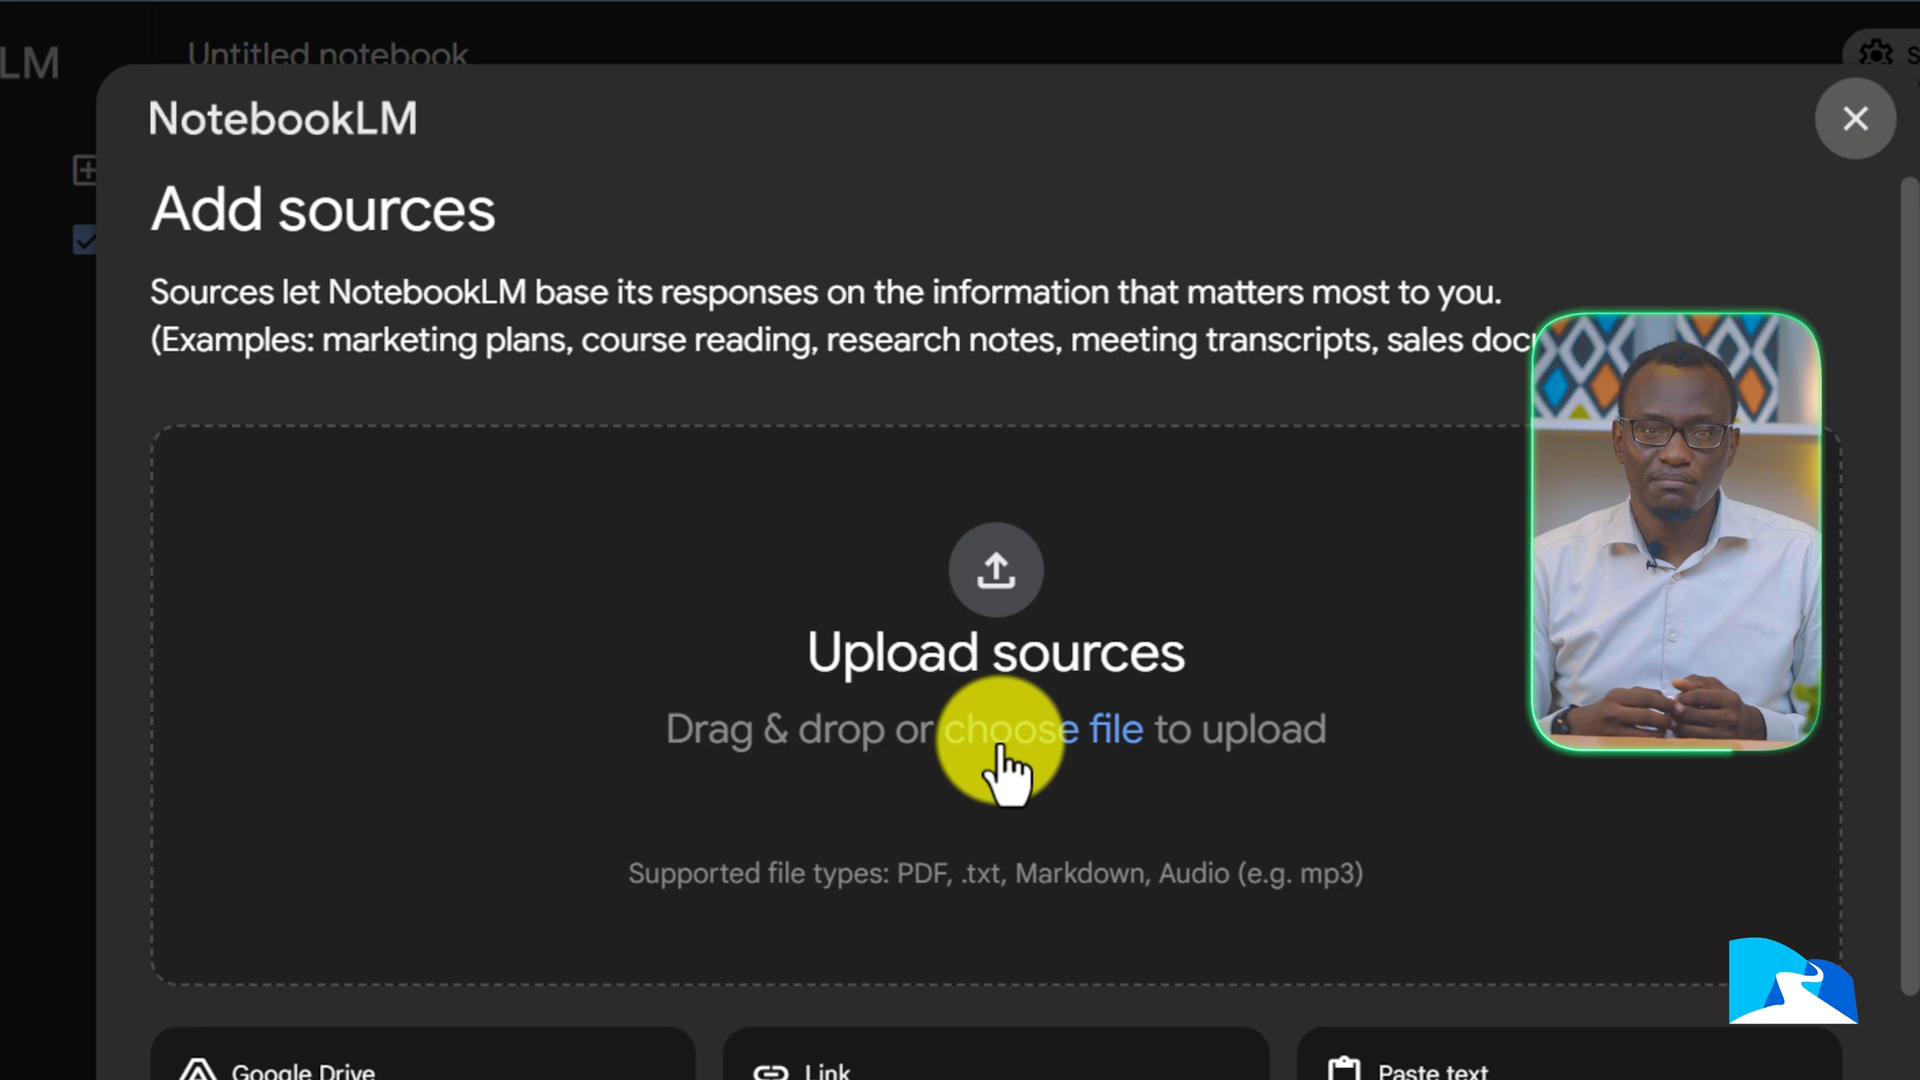 LM
Untitled notebook
NotebookLM
Add sources
Sources let NotebookLM base its responses on the information that matters most to you.
(Examples: marketing plans, course reading, research notes, meeting transcripts, sales docu
Upload sources
Drag & drop or choose file to upload
Supported file types: PDF, .txt, Markdown, Audio (e.g. mp3)
Google Drive
Link
Paste text